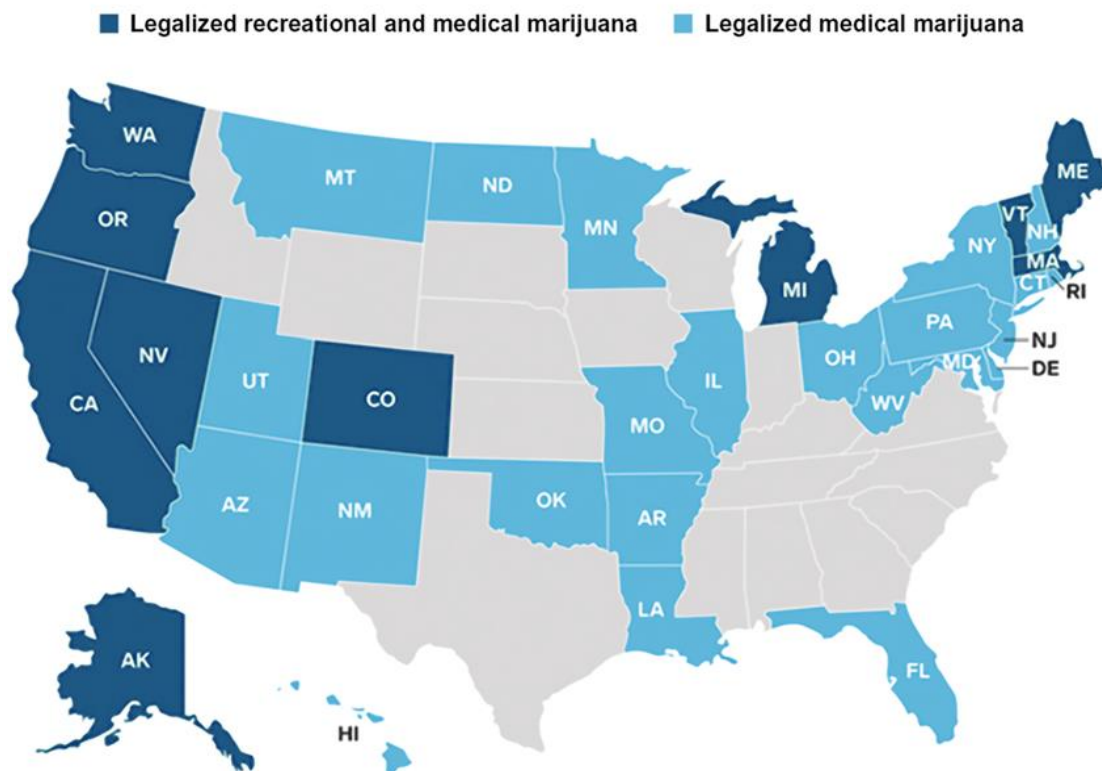 Legalized recreational and medical marijuana
Legalized medical marijuana
WA
MT
ND
MN
ME
VT
NH
OR
NY
MA
CT
RI
MI
PA
NJ
NV
UT
CO
IL
OH
MD
DE
CA
MO
WV
AZ
NM
OK
AR
LA
FL
AK
HI